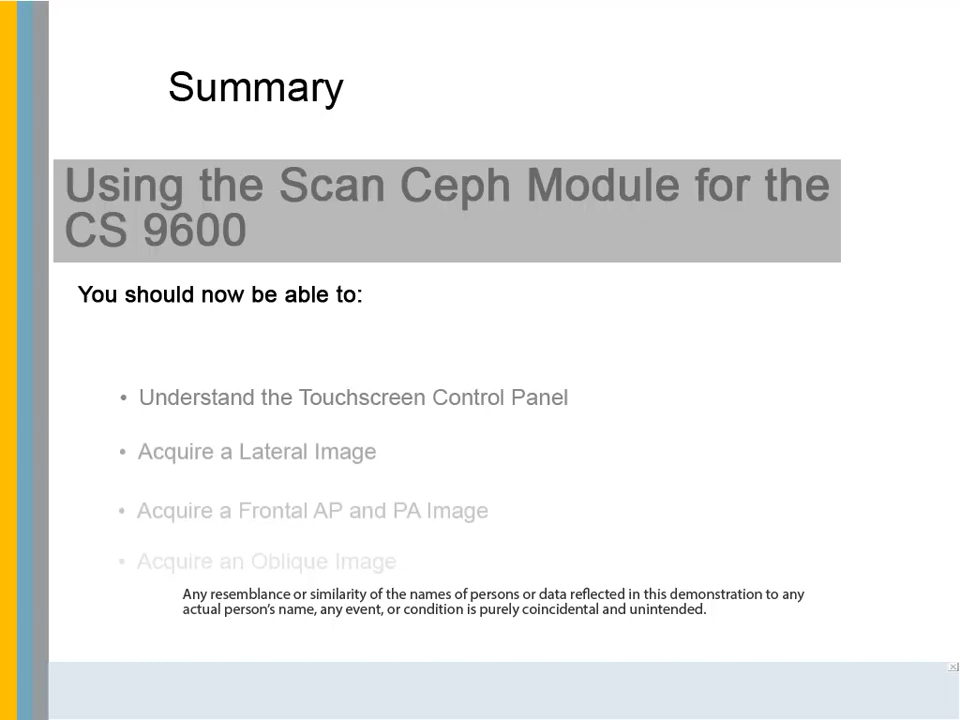 Summary
Using the Scan Ceph Module for the
CS 9600
You should now be able to:
• Understand the Touchscreen Control Panel
• Acquire a Lateral Image
• Acquire a Frontal AP and PA Image
• Acquire an Oblique Image
Any resemblance or similarity of the names of persons or data reflected in this demonstration to any
actual person's name, any event, or condition is purely coincidental and unintended.